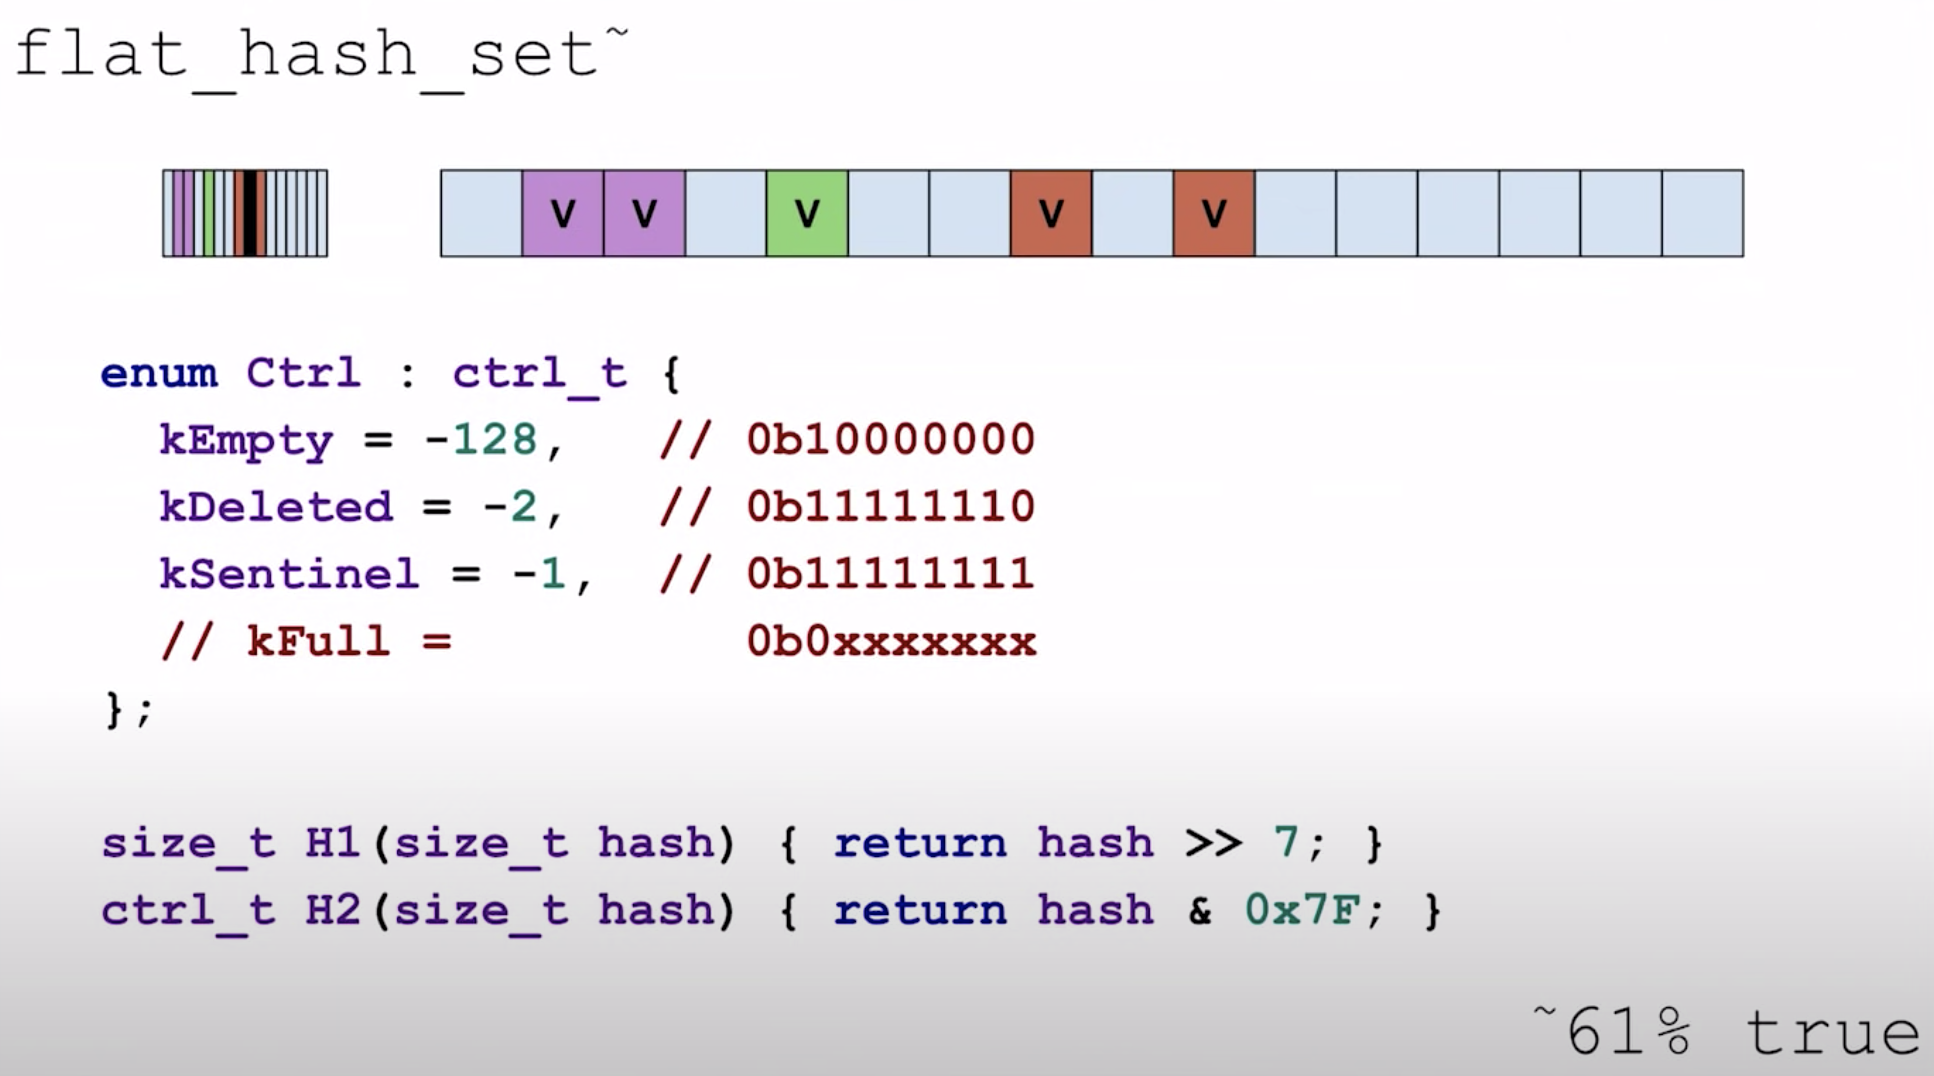 flat_hash_set~
v v v v v
enum Ctrl : ctrl_t {
  kEmpty = -128,   // 0b10000000
  kDeleted = -2,   // 0b11111110
  kSentinel = -1,  // 0b11111111
  // kFull =          0b0xxxxxxx
};
size_t H1(size_t hash) { return hash >> 7; }
ctrl_t H2(size_t hash) { return hash & 0x7F; }
~61% true